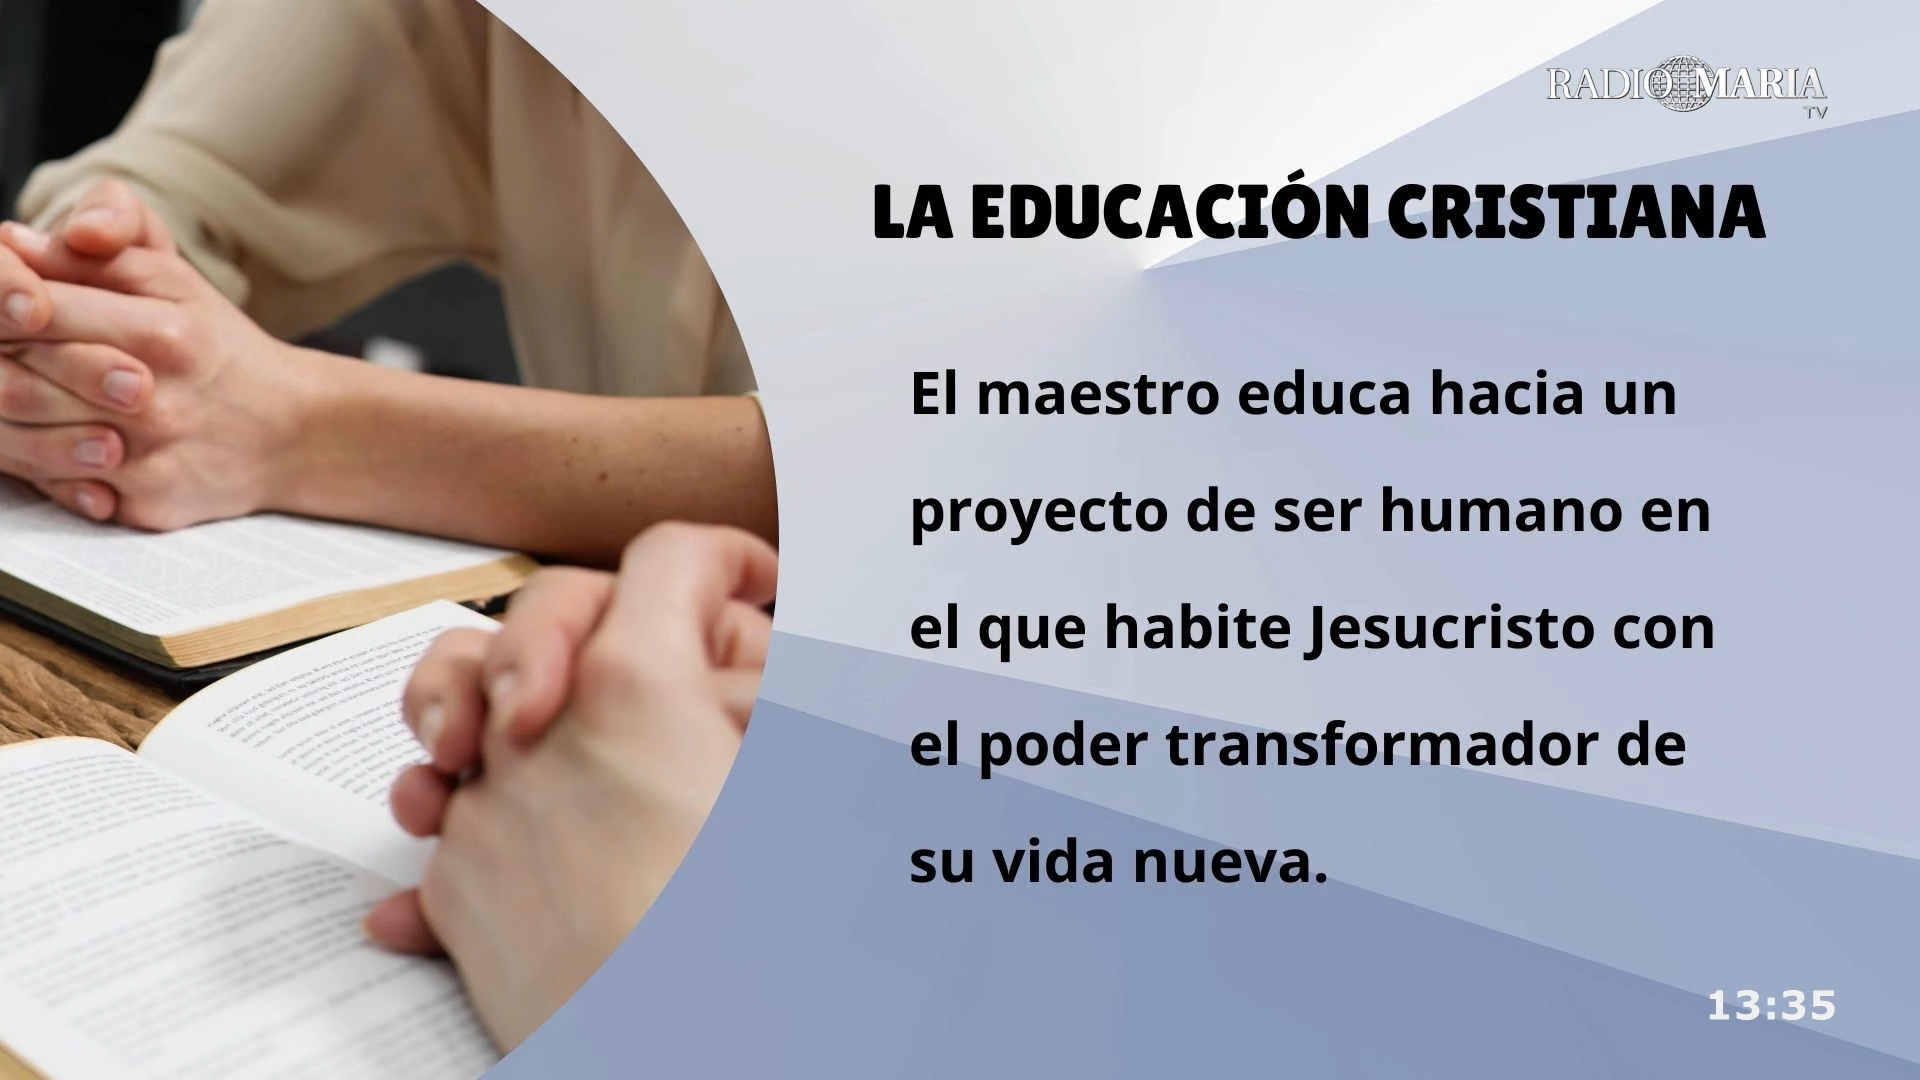 RADIO MARIA
TV
LA EDUCACIÓN CRISTIANA
El maestro educa hacia un
proyecto de ser humano en
el que habite Jesucristo con
el poder transformador de
su vida nueva.
13:35